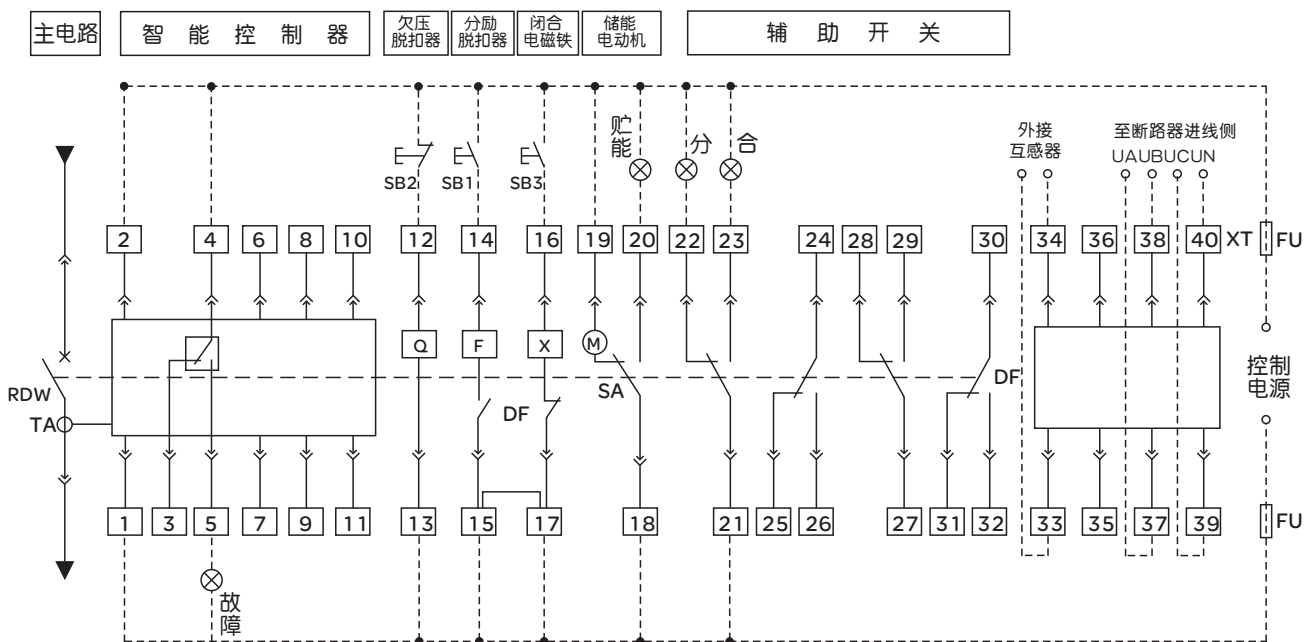 主电路
智能控制器
欠压
脱扣器
分励
脱扣器
闭合
电磁铁
储能
电动机
辅助开关
贮能
分
合
外接
互感器
至断路器进线侧
UAUBUCUN
SB2
SB1
SB3
2 4 6 8 10 12 14 16 19 20 22 23 24 28 29 30 34 36 38 40 XT FU
Q F X M
RDW
TA
DF
SA
DF
控制
电源
1 3 5 7 9 11 13 15 17 18 21 25 26 27 31 32 33 35 37 39 FU
故障